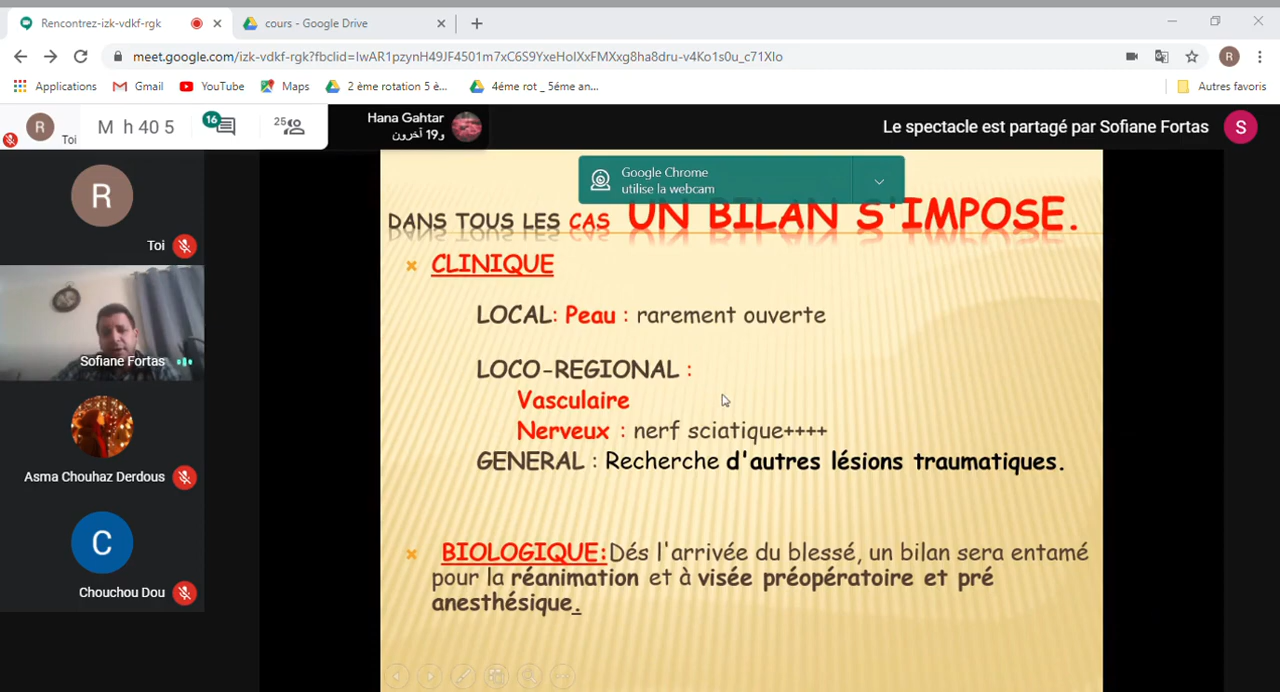 Rencontrez-izk-vdkf-rgk
cours - Google Drive
meet.google.com/izk-vdkf-rgk?fbclid=IwAR1pzynH49JF4501m7xC6S9YxeHoIXxFMXxg8ha8dru-v4Ko1s0u_c71XIo
R
Applications
Gmail
YouTube
Maps
2 ème rotation 5 è...
4éme rot _ 5éme an...
Autres favoris
R
Toi
M h 40 5
16
25
Hana Gahtar
و19 آخرون
Le spectacle est partagé par Sofiane Fortas
S
Google Chrome
utilise la webcam
R
Toi
Sofiane Fortas
Asma Chouhaz Derdous
C
Chouchou Dou
DANS TOUS LES CAS UN BILAN S'IMPOSE.
CLINIQUE
LOCAL: Peau : rarement ouverte
LOCO-REGIONAL :
Vasculaire
Nerveux : nerf sciatique++++
GENERAL : Recherche d'autres lésions traumatiques.
BIOLOGIQUE: Dés l'arrivée du blessé, un bilan sera entamé
pour la réanimation et à visée préopératoire et pré
anesthésique.